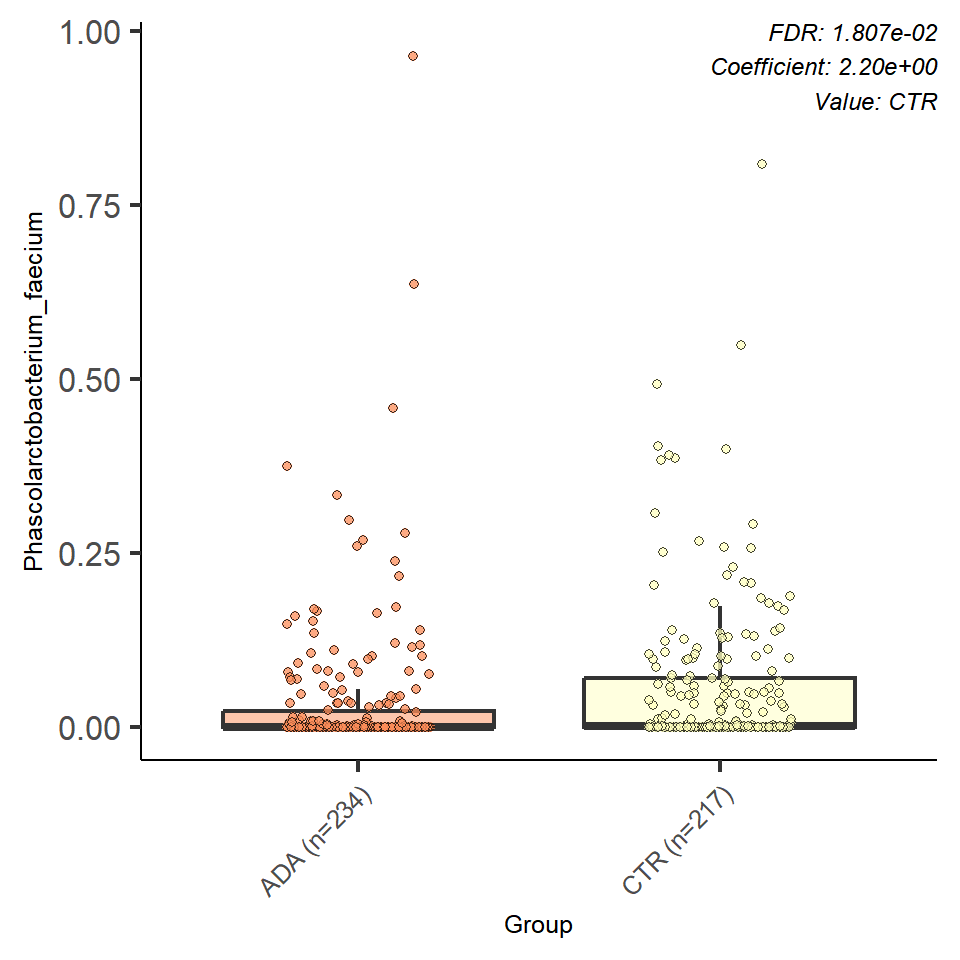 FDR: 1.807e-02
Coefficient: 2.20e+00
Value: CTR
1.00
0.75
0.50
0.25
0.00
Phascolarctobacterium_faecium
ADA (n=234)
CTR (n=217)
Group